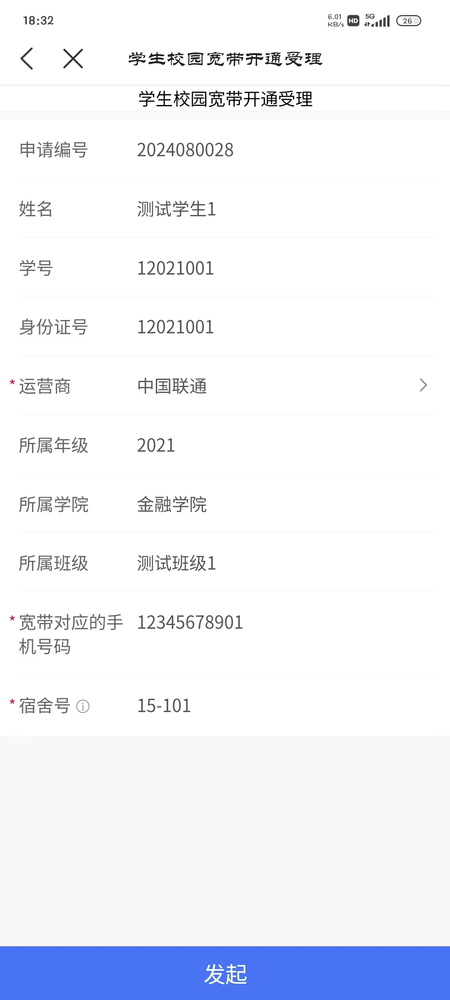 18:32
6.01 KB/s HD 5G 26
学生校园宽带开通受理
学生校园宽带开通受理
申请编号 2024080028
姓名 测试学生1
学号 12021001
身份证号 12021001
* 运营商 中国联通
所属年级 2021
所属学院 金融学院
所属班级 测试班级1
* 宽带对应的手 12345678901
机号码
* 宿舍号 15-101
发起